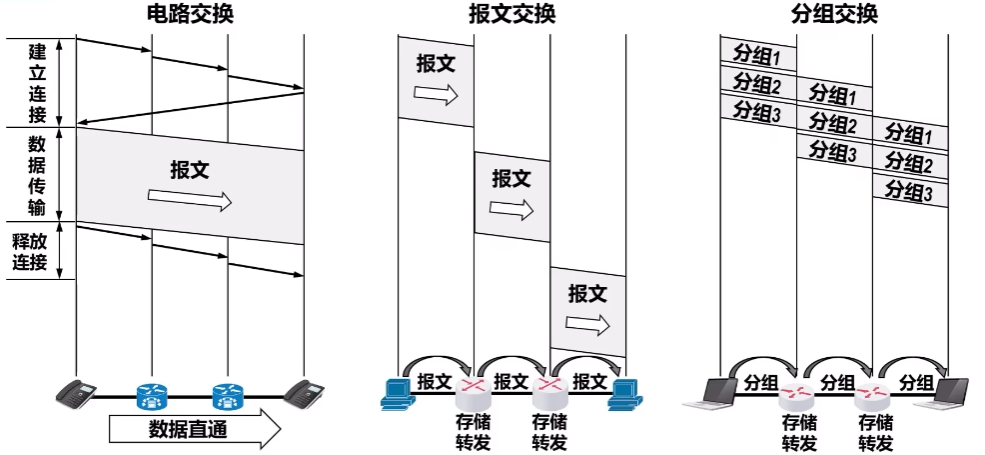 电路交换
建立连接
数据传输
释放
连接
报文
数据直通
报文交换
报文
报文
报文
报文
报文
报文
存储
转发
存储
转发
分组交换
分组1
分组2
分组3
分组1
分组2
分组3
分组1
分组2
分组3
分组
分组
分组
存储
转发
存储
转发